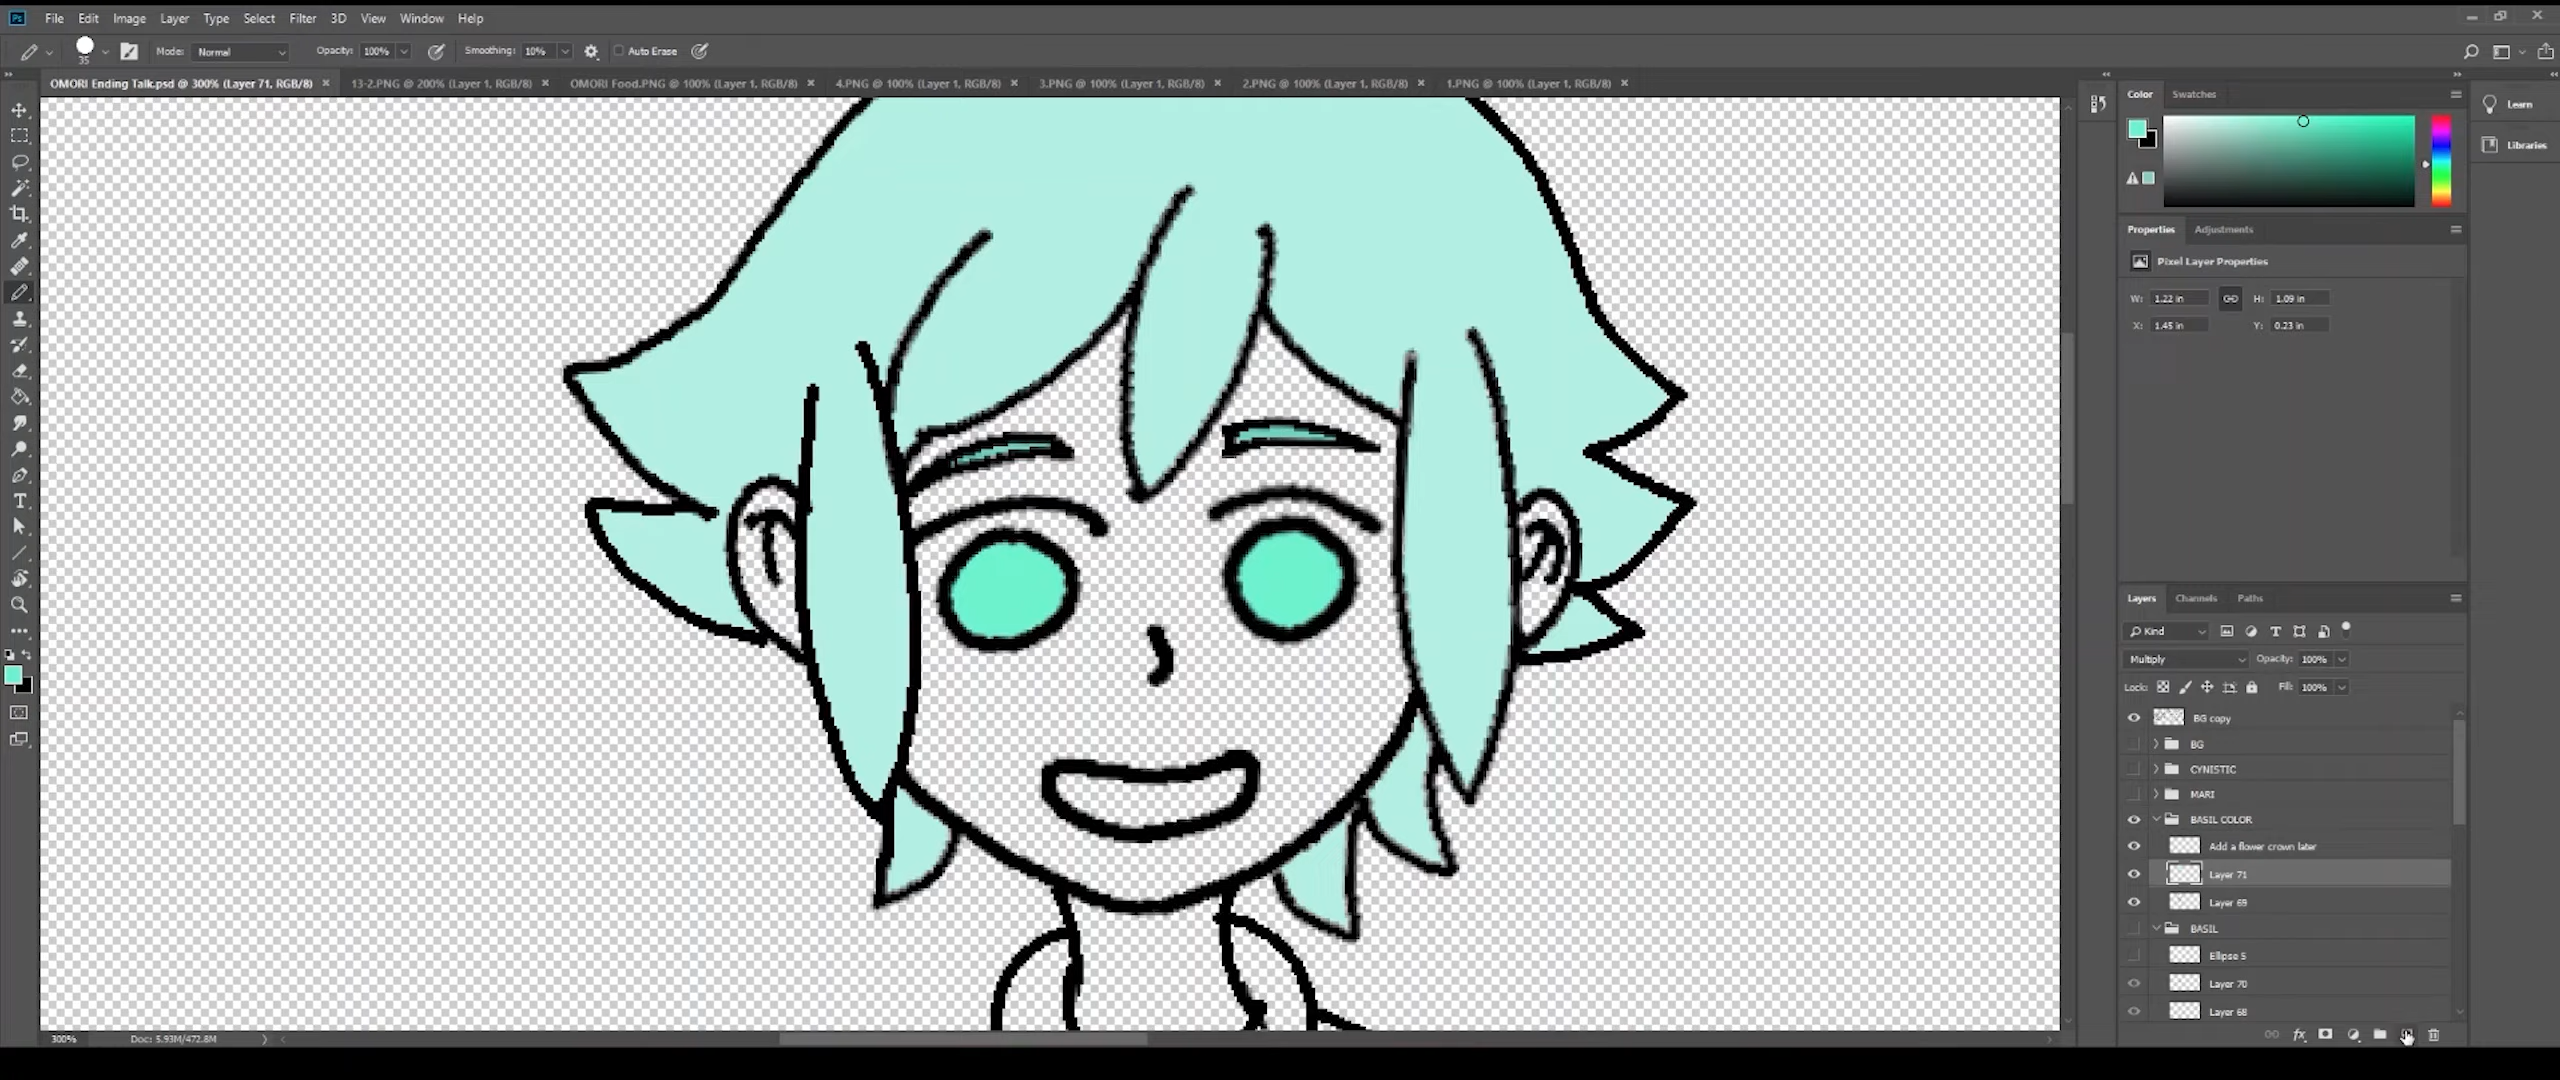 Ps File Edit Image Layer Type Select Filter 3D View Window Help
35 Mode: Normal Opacity: 100% Smoothing: 10% Auto Erase
OMORI Ending Talk.psd @ 300% (Layer 71, RGB/8) × 13-2.PNG @ 200% (Layer 1, RGB/8) × OMORI Food.PNG @ 100% (Layer 1, RGB/8) × 4.PNG @ 100% (Layer 1, RGB/8) × 3.PNG @ 100% (Layer 1, RGB/8) × 2.PNG @ 100% (Layer 1, RGB/8) × 1.PNG @ 100% (Layer 1, RGB/8) ×
Color Swatches
Learn
Libraries
Properties Adjustments
Pixel Layer Properties
W: 1.22 in H: 1.09 in
X: 1.45 in Y: 0.23 in
Layers Channels Paths
Kind
Multiply Opacity: 100%
Lock: Fill: 100%
BG copy
BG
CYNISTIC
MARI
BASIL COLOR
Add a flower crown later
Layer 71
Layer 69
BASIL
Ellipse 5
Layer 70
Layer 68
300% Doc: 5.93M/472.8M